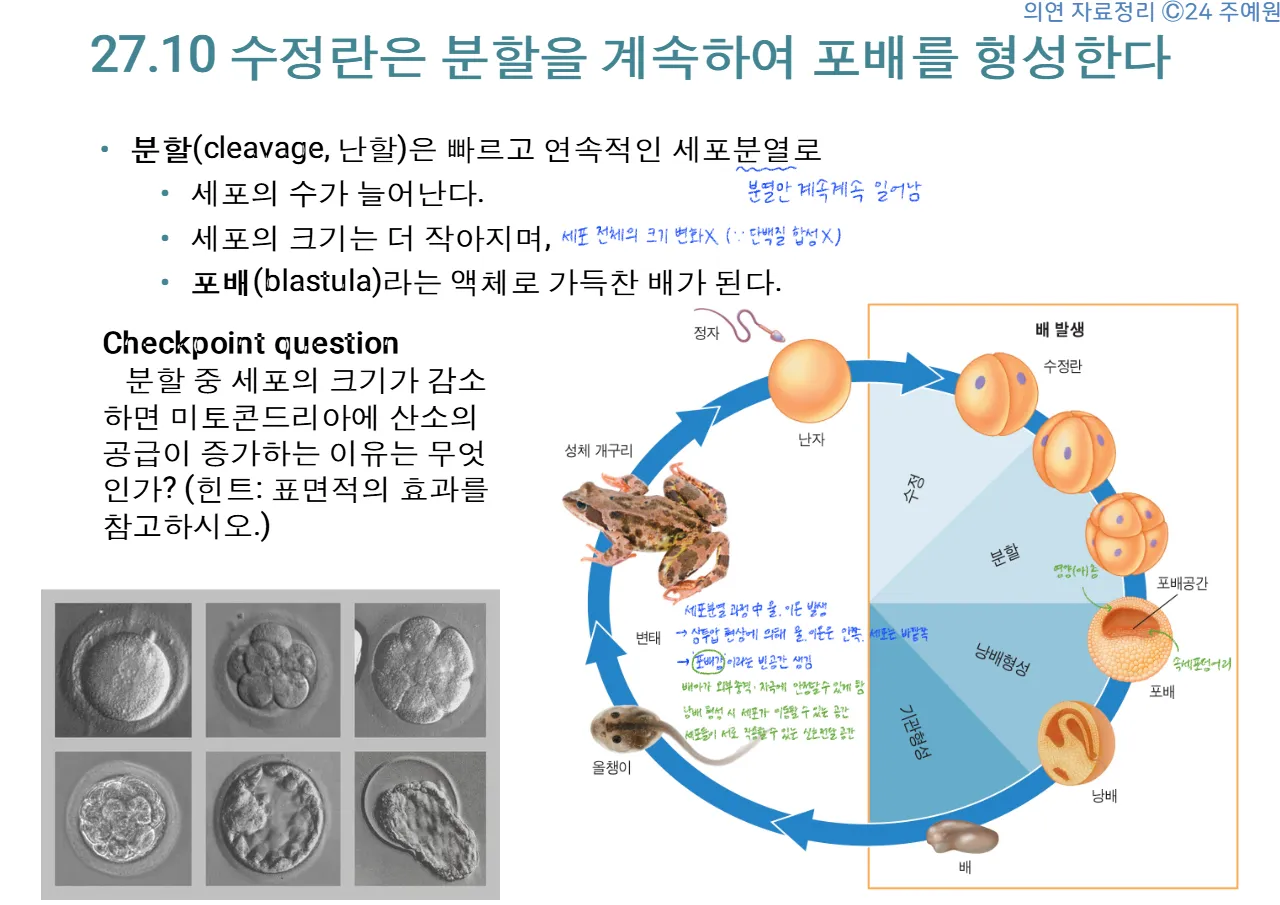 의연 자료정리 ©24 주예원
27.10 수정란은 분할을 계속하여 포배를 형성한다
• 분할(cleavage, 난할)은 빠르고 연속적인 세포분열로
분열만 계속계속 일어남
• 세포의 수가 늘어난다.
• 세포의 크기는 더 작아지며, 세포 전체의 크기 변화X (∵단백질 합성X)
• 포배(blastula)라는 액체로 가득찬 배가 된다.
Checkpoint question
분할 중 세포의 크기가 감소
하면 미토콘드리아에 산소의
공급이 증가하는 이유는 무엇
인가? (힌트: 표면적의 효과를
참고하시오.)
정자
난자
성체 개구리
변태
올챙이
배 발생
수정란
수정
분할
낭배형성
기관형성
영양(아)층
포배공간
속세포덩어리
포배
낭배
배
세포분열 과정中 물, 이온 발생
→ 삼투압 현상에 의해 물, 이온은 안쪽, 세포는 바깥쪽
→ '포배강'이라는 빈공간 생김
배아가 외부충격·자극에 안정될 수 있게 함
낭배 형성 시 세포가 이동할 수 있는 공간
세포들이 서로 작용할 수 있는 신호전달 공간